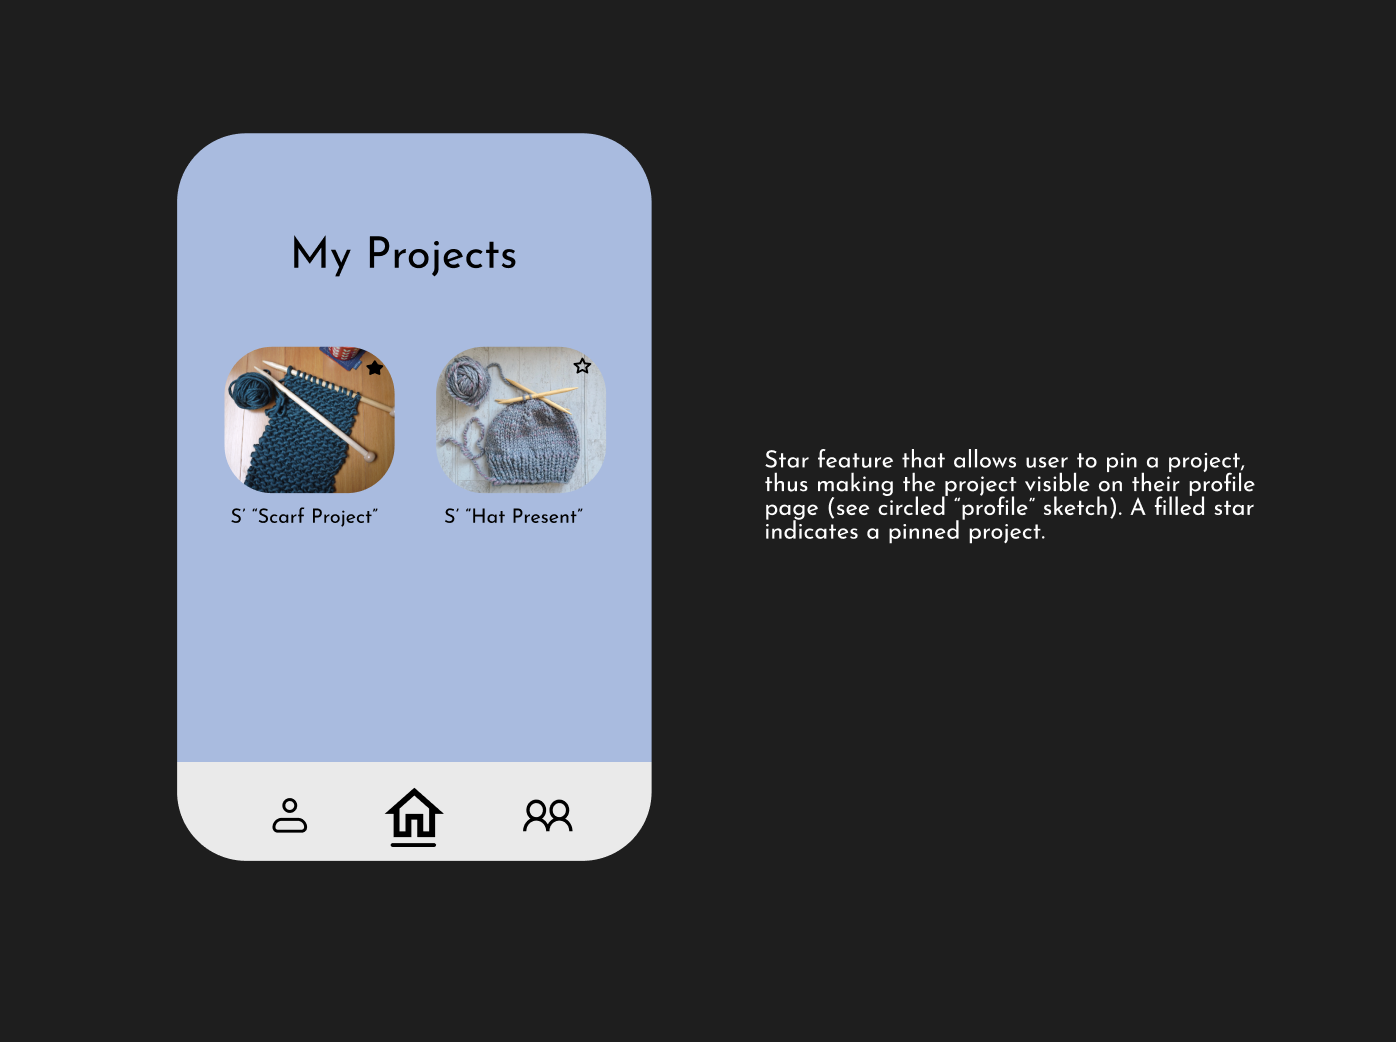 My Projects
S’ “Scarf Project”
S’ “Hat Present”
Star feature that allows user to pin a project,
thus making the project visible on their profile
page (see circled “profile” sketch). A filled star
indicates a pinned project.